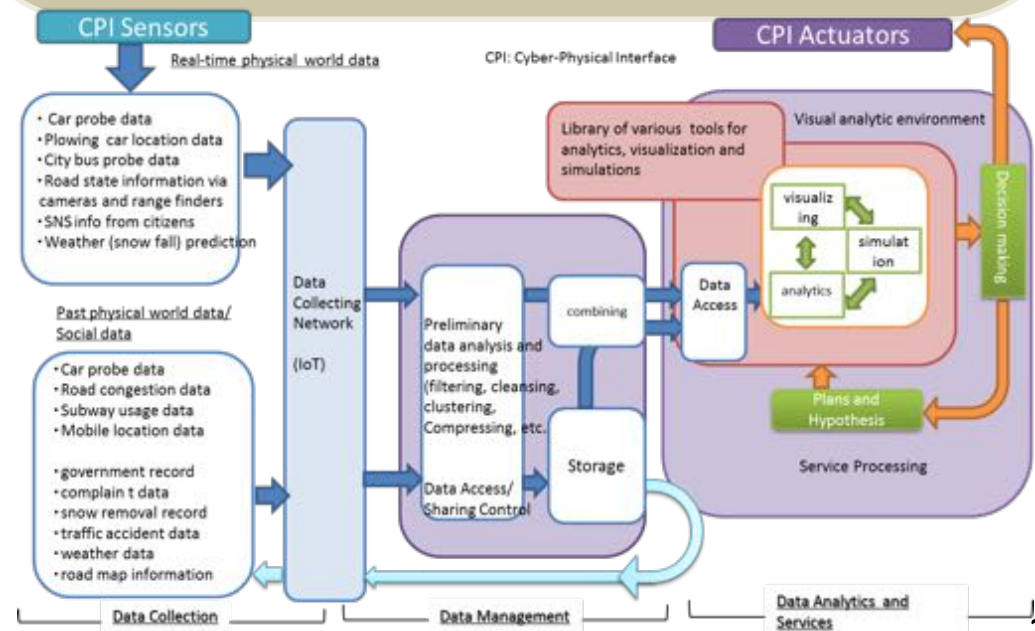 CPI Sensors
CPI Actuators
Real-time physical world data
CPI: Cyber-Physical Interface
・Car probe data
・Plowing car location data
・City bus probe data
・Road state information via
cameras and range finders
・SNS info from citizens
・Weather (snow fall) prediction
Past physical world data/
Social data
・Car probe data
・Road congestion data
・Subway usage data
・Mobile location data
・government record
・complain t data
・snow removal record
・traffic accident data
・weather data
・road map information
Data
Collecting
Network
(IoT)
Preliminary
data analysis and
processing
(filtering, cleansing,
clustering,
Compressing, etc.
Data Access/
Sharing Control
combining
Storage
Library of various tools for
analytics, visualization and
simulations
Visual analytic environment
Data
Access
visualiz
ing
simulat
ion
analytics
Decision making
Plans and
Hypothesis
Service Processing
Data Collection
Data Management
Data Analytics and
Services